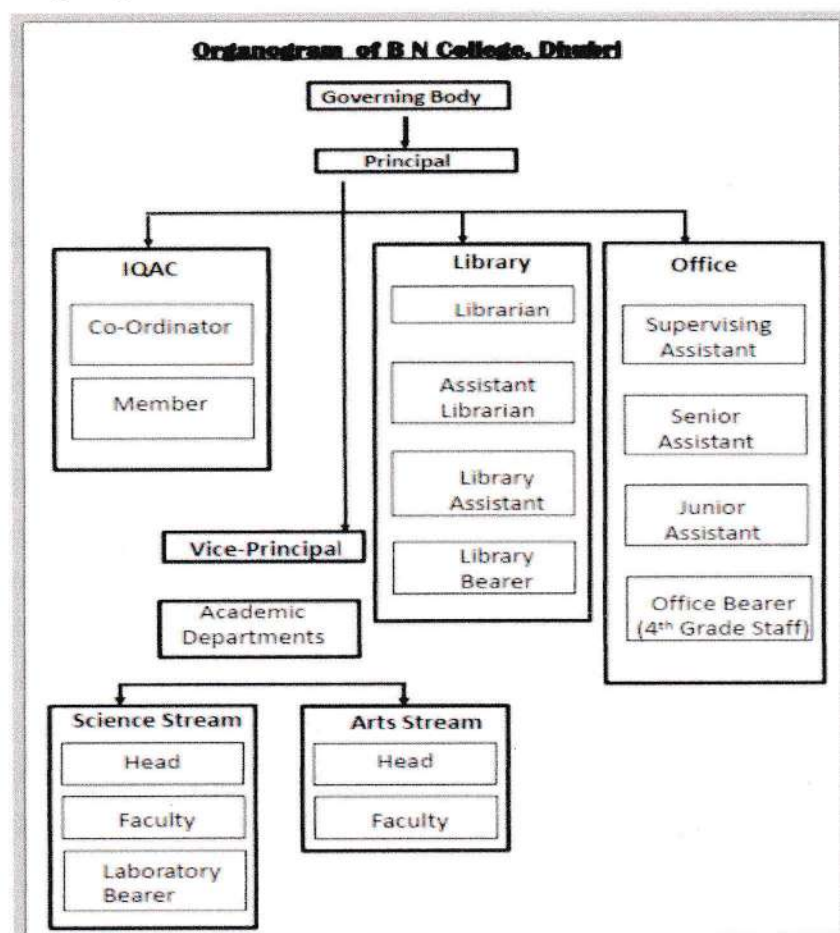 Organogram of B N College, Dhubri
Governing Body
Principal
IQAC
Co-Ordinator
Member
Library
Librarian
Assistant
Librarian
Library
Assistant
Library
Bearer
Office
Supervising
Assistant
Senior
Assistant
Junior
Assistant
Office Bearer
(4th Grade Staff)
Vice-Principal
Academic
Departments
Science Stream
Head
Faculty
Laboratory
Bearer
Arts Stream
Head
Faculty